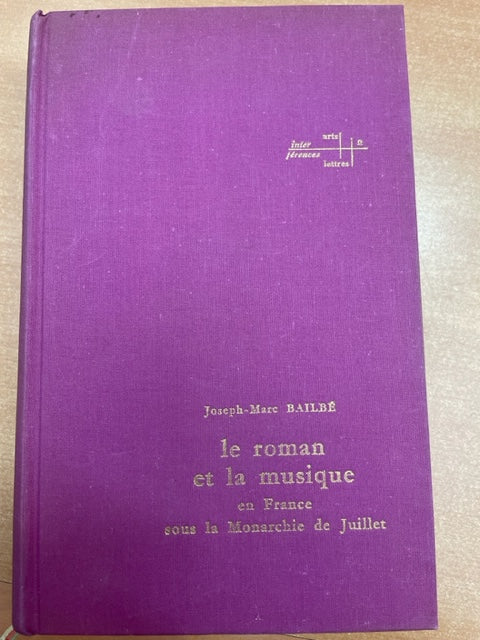 arts
inter
férences
lettres
Joseph-Marc BAILBÉ
le roman
et la musique
en France
sous la Monarchie de Juillet